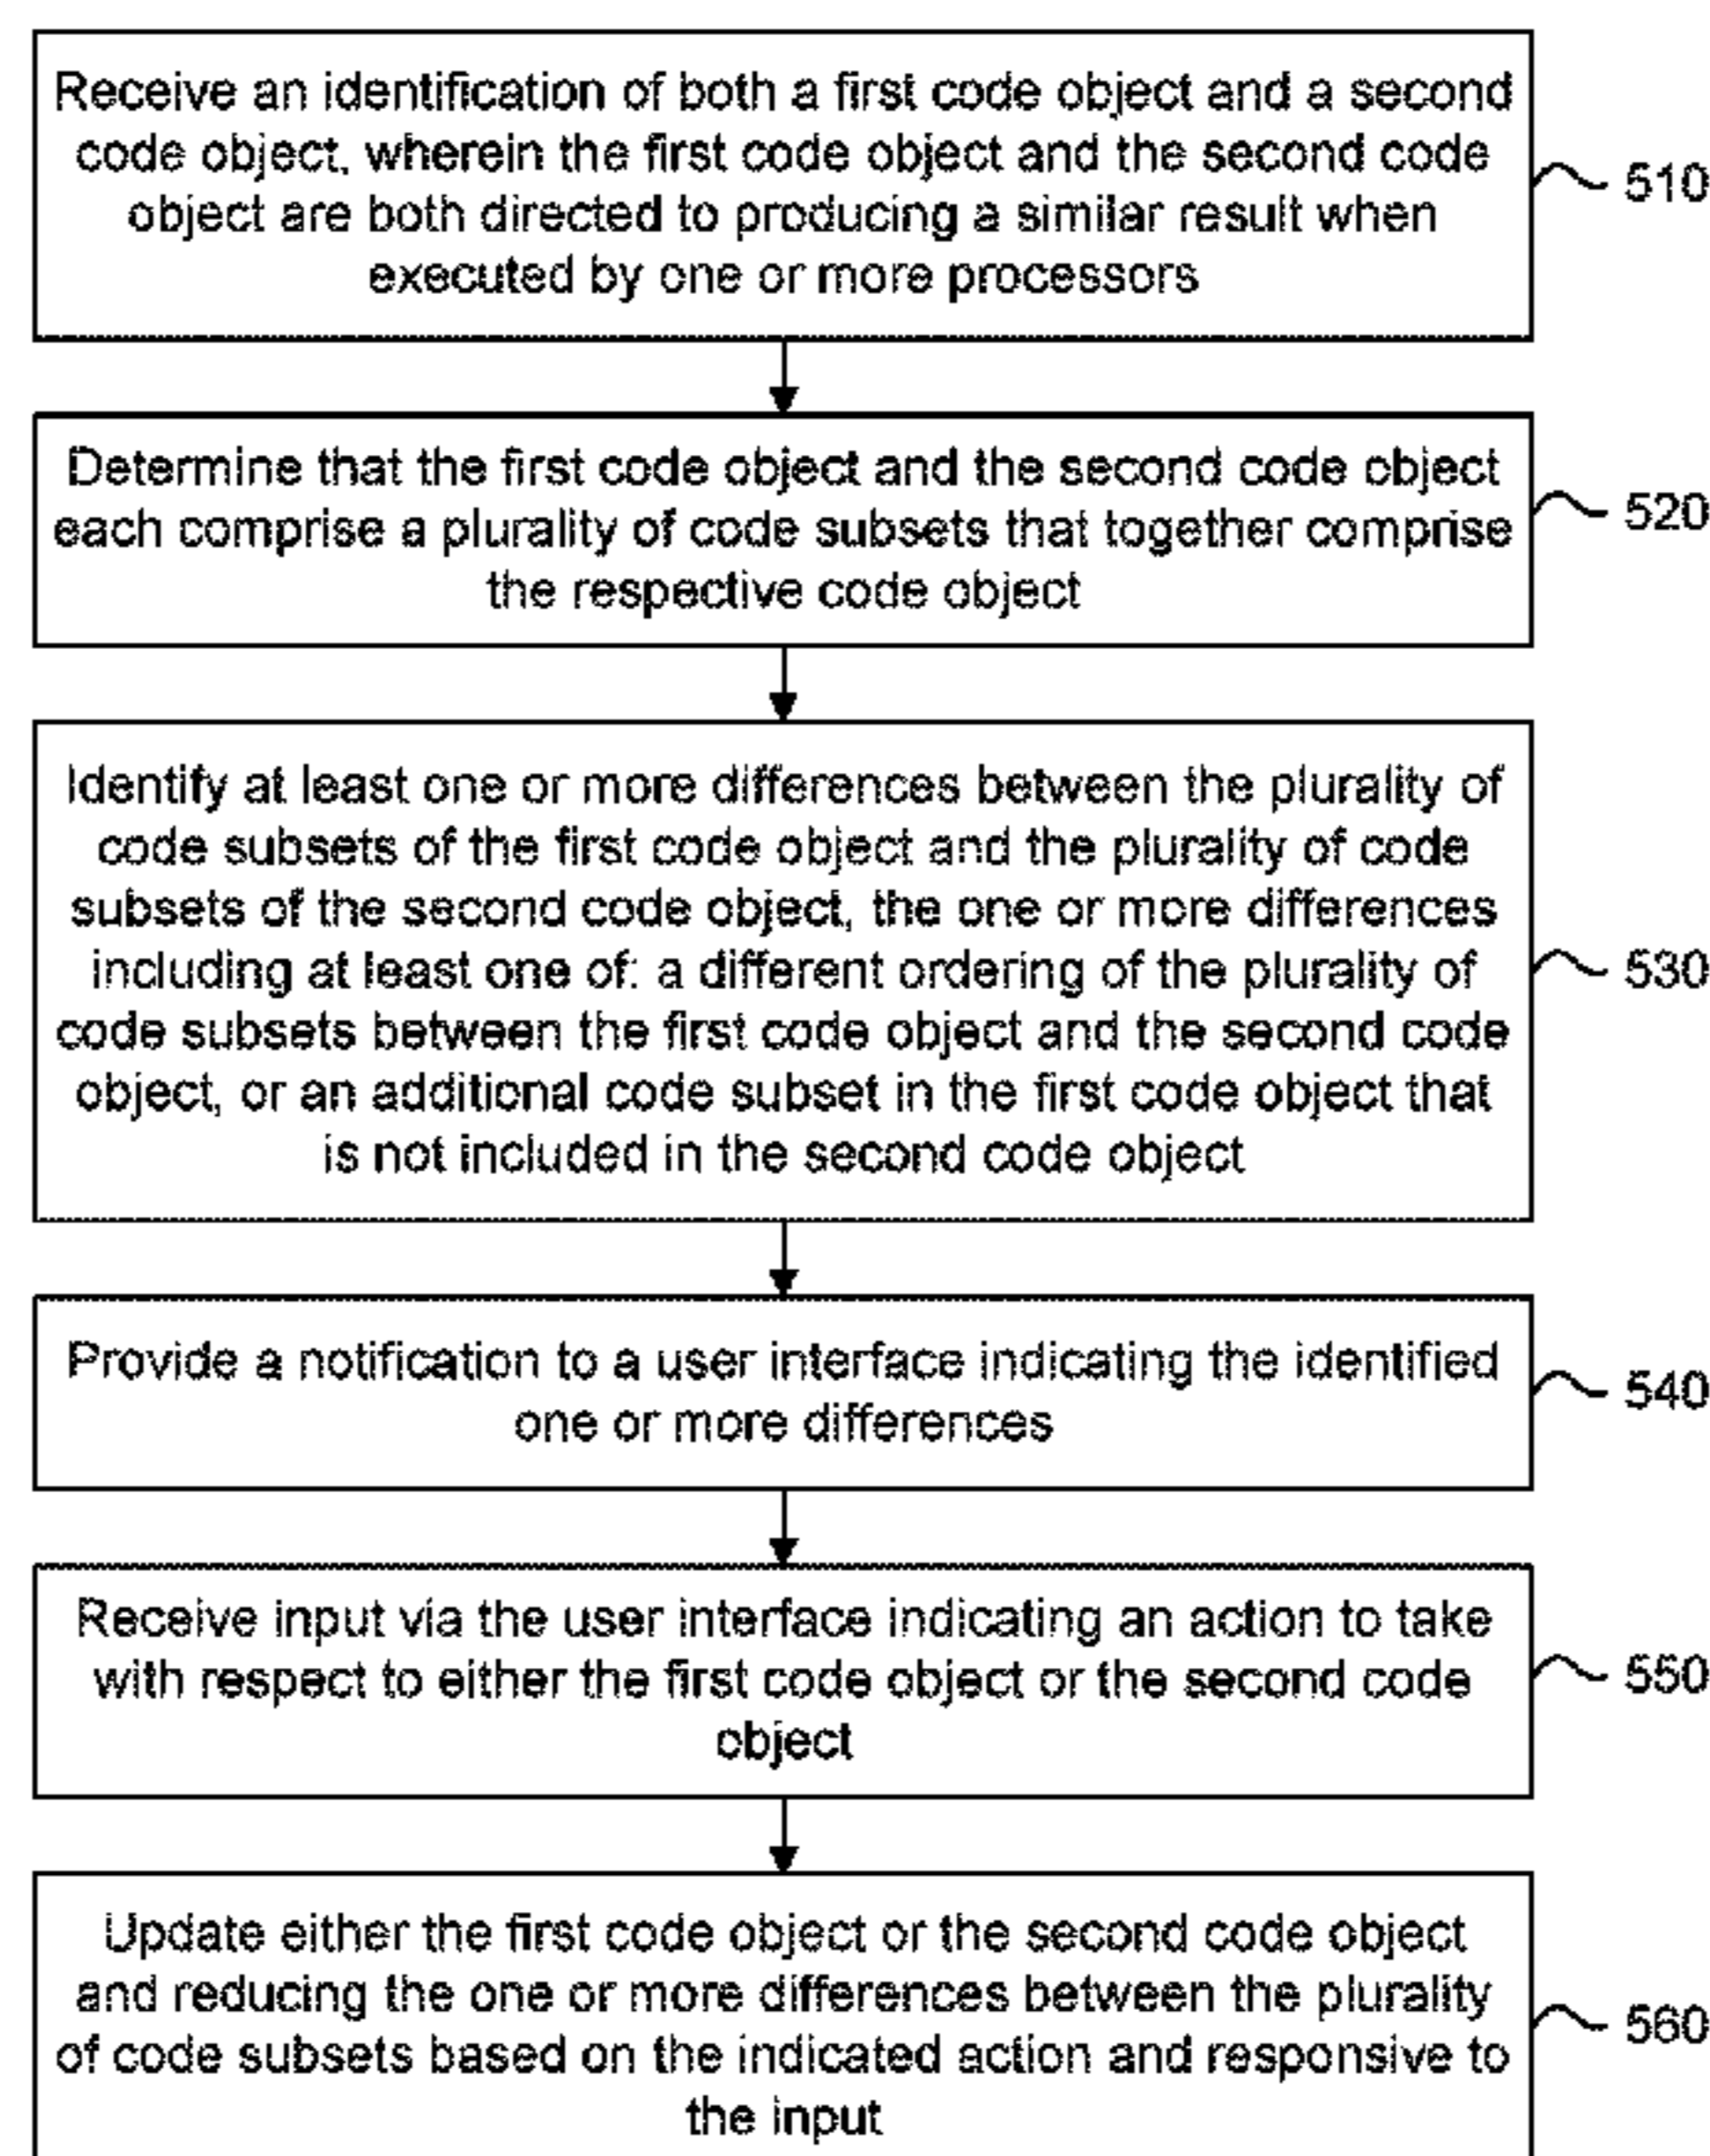 Receive an identification of both a first code object and a second
code object, wherein the first code object and the second code
object are both directed to producing a similar result when
executed by one or more processors
510
Determine that the first code object and the second code object
each comprise a plurality of code subsets that together comprise
the respective code object
520
Identify at least one or more differences between the plurality of
code subsets of the first code object and the plurality of code
subsets of the second code object, the one or more differences
including at least one of: a different ordering of the plurality of
code subsets between the first code object and the second code
object, or an additional code subset in the first code object that
is not included in the second code object
530
Provide a notification to a user interface indicating the identified
one or more differences
540
Receive input via the user interface indicating an action to take
with respect to either the first code object or the second code
object
550
Update either the first code object or the second code object
and reducing the one or more differences between the plurality
of code subsets based on the indicated action and responsive to
the input
560